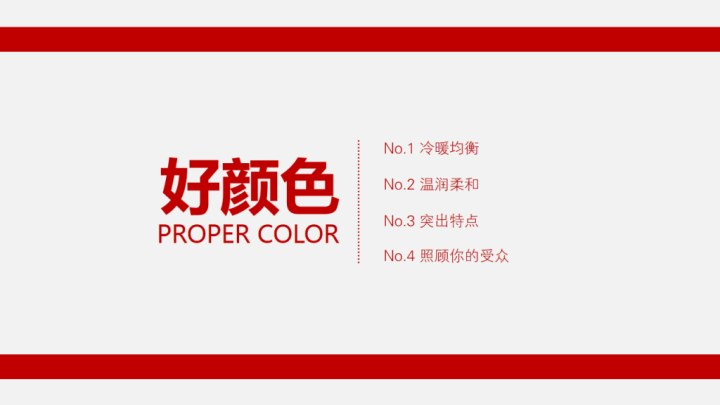 好颜色
PROPER COLOR
No.1 冷暖均衡
No.2 温润柔和
No.3 突出特点
No.4 照顾你的受众